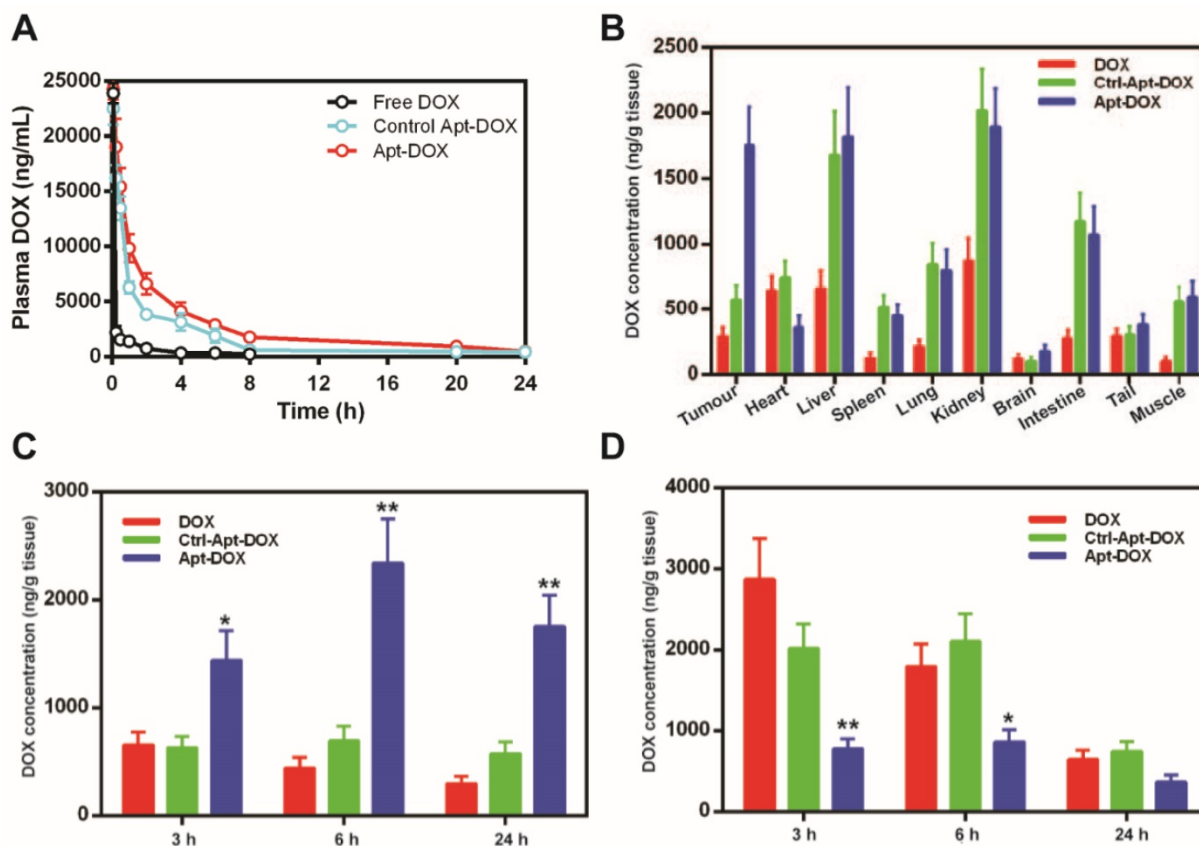 A
Plasma DOX (ng/mL)
25000
20000
15000
10000
5000
0
Free DOX
Control Apt-DOX
Apt-DOX
0 4 8 12 16 20 24
Time (h)
B
DOX concentration (ng/g tissue)
2500
2000
1500
1000
500
0
DOX
Ctrl-Apt-DOX
Apt-DOX
Tumour Heart Liver Spleen Lung Kidney Brain Intestine Tail Muscle
C
DOX concentration (ng/g tissue)
3000
2000
1000
0
DOX
Ctrl-Apt-DOX
Apt-DOX
* ** **
3 h 6 h 24 h
D
DOX concentration (ng/g tissue)
4000
3000
2000
1000
0
DOX
Ctrl-Apt-DOX
Apt-DOX
** *
3 h 6 h 24 h